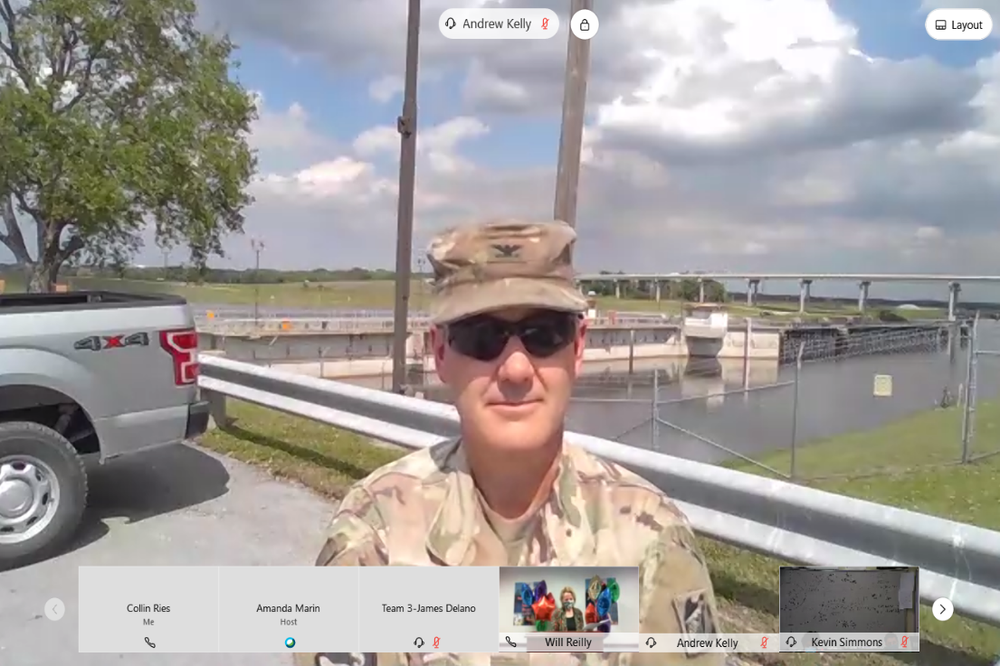 Andrew Kelly
Layout
4X4
Collin Ries
Me
Amanda Marin
Host
Team 3-James Delano
Will Reilly
Andrew Kelly
Kevin Simmons